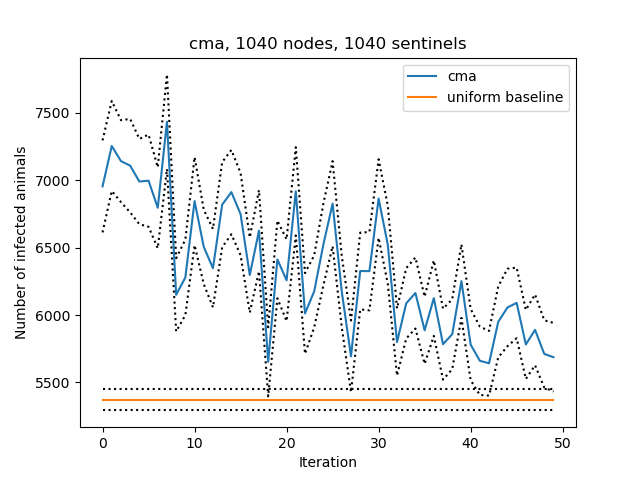 cma, 1040 nodes, 1040 sentinels
cma
uniform baseline
Number of infected animals
7500
7000
6500
6000
5500
0 10 20 30 40 50
Iteration